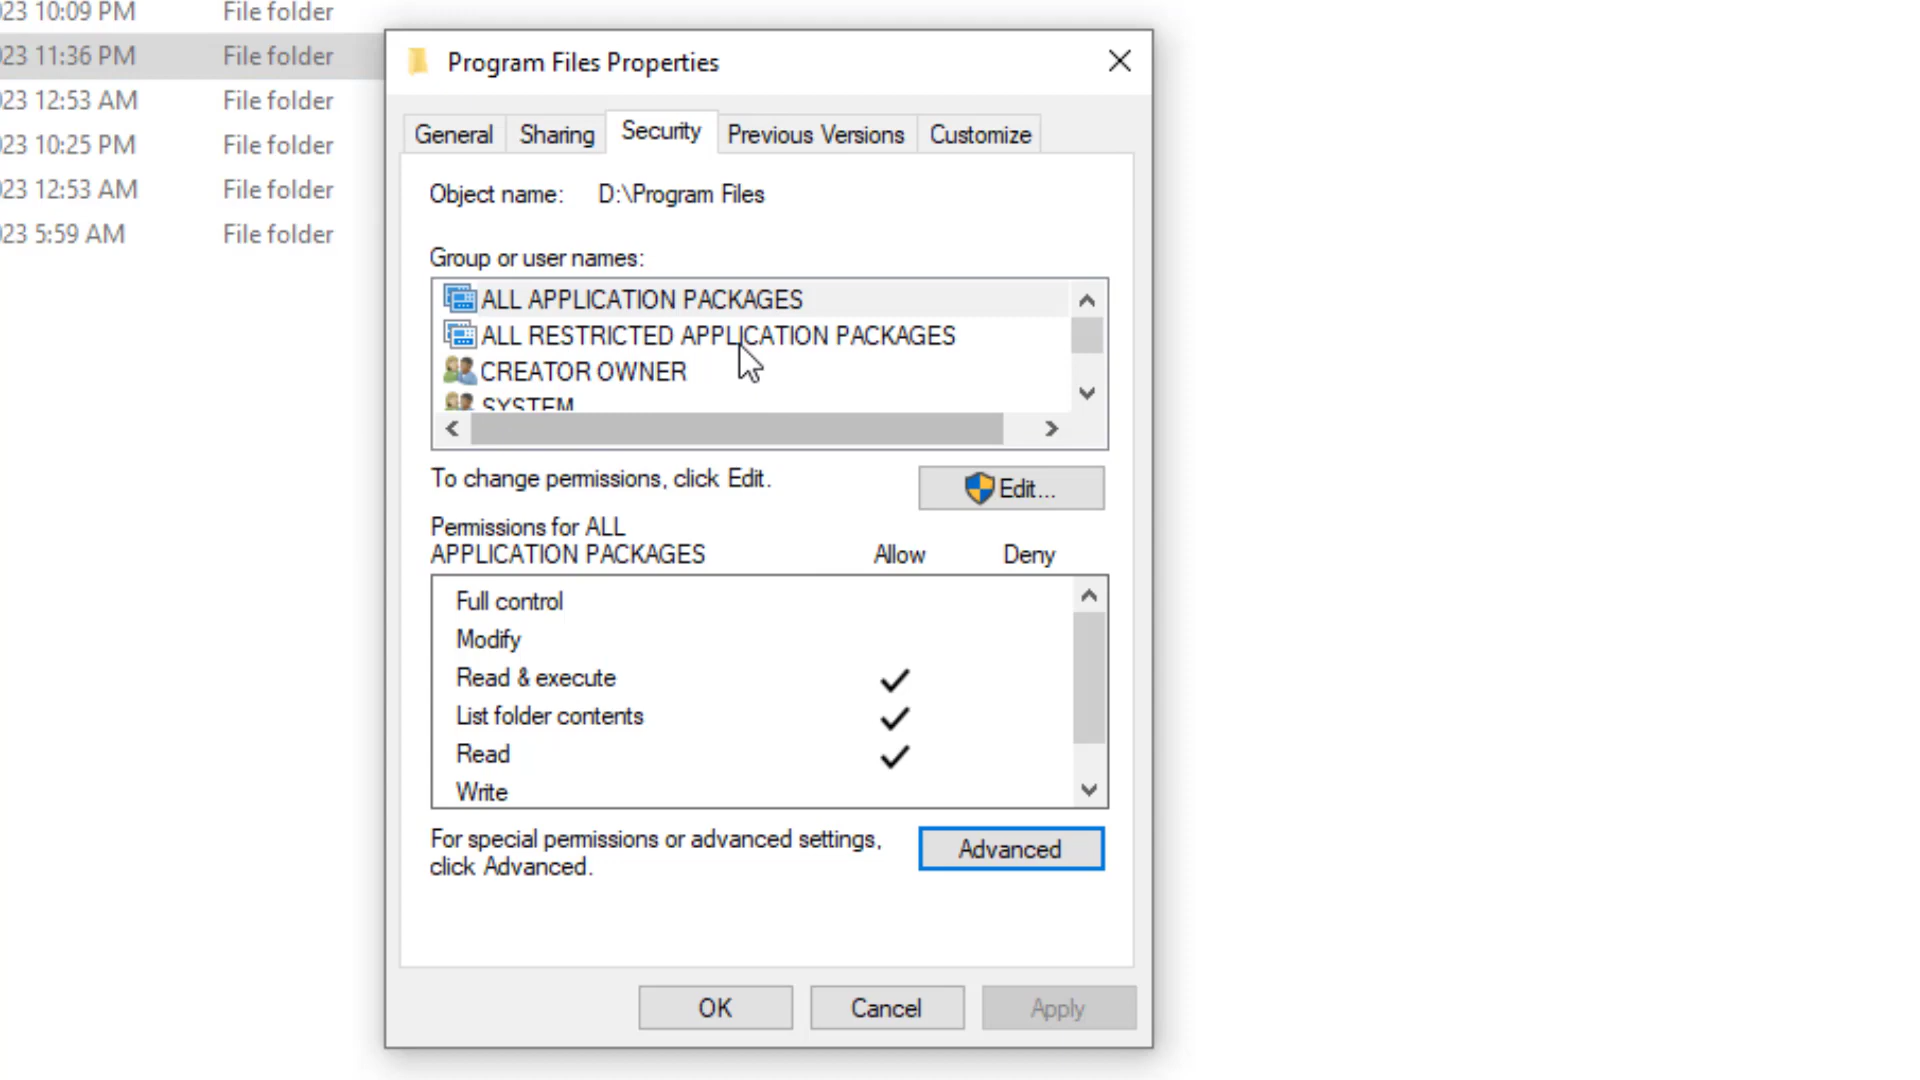 23 10:09 PM File folder
23 11:36 PM File folder
23 12:53 AM File folder
23 10:25 PM File folder
23 12:53 AM File folder
23 5:59 AM File folder
Program Files Properties
General Sharing Security Previous Versions Customize
Object name: D:\Program Files
Group or user names:
ALL APPLICATION PACKAGES
ALL RESTRICTED APPLICATION PACKAGES
CREATOR OWNER
SYSTEM
To change permissions, click Edit.
Edit...
Permissions for ALL
APPLICATION PACKAGES Allow Deny
Full control
Modify
Read & execute
List folder contents
Read
Write
For special permissions or advanced settings,
click Advanced.
Advanced
OK Cancel Apply